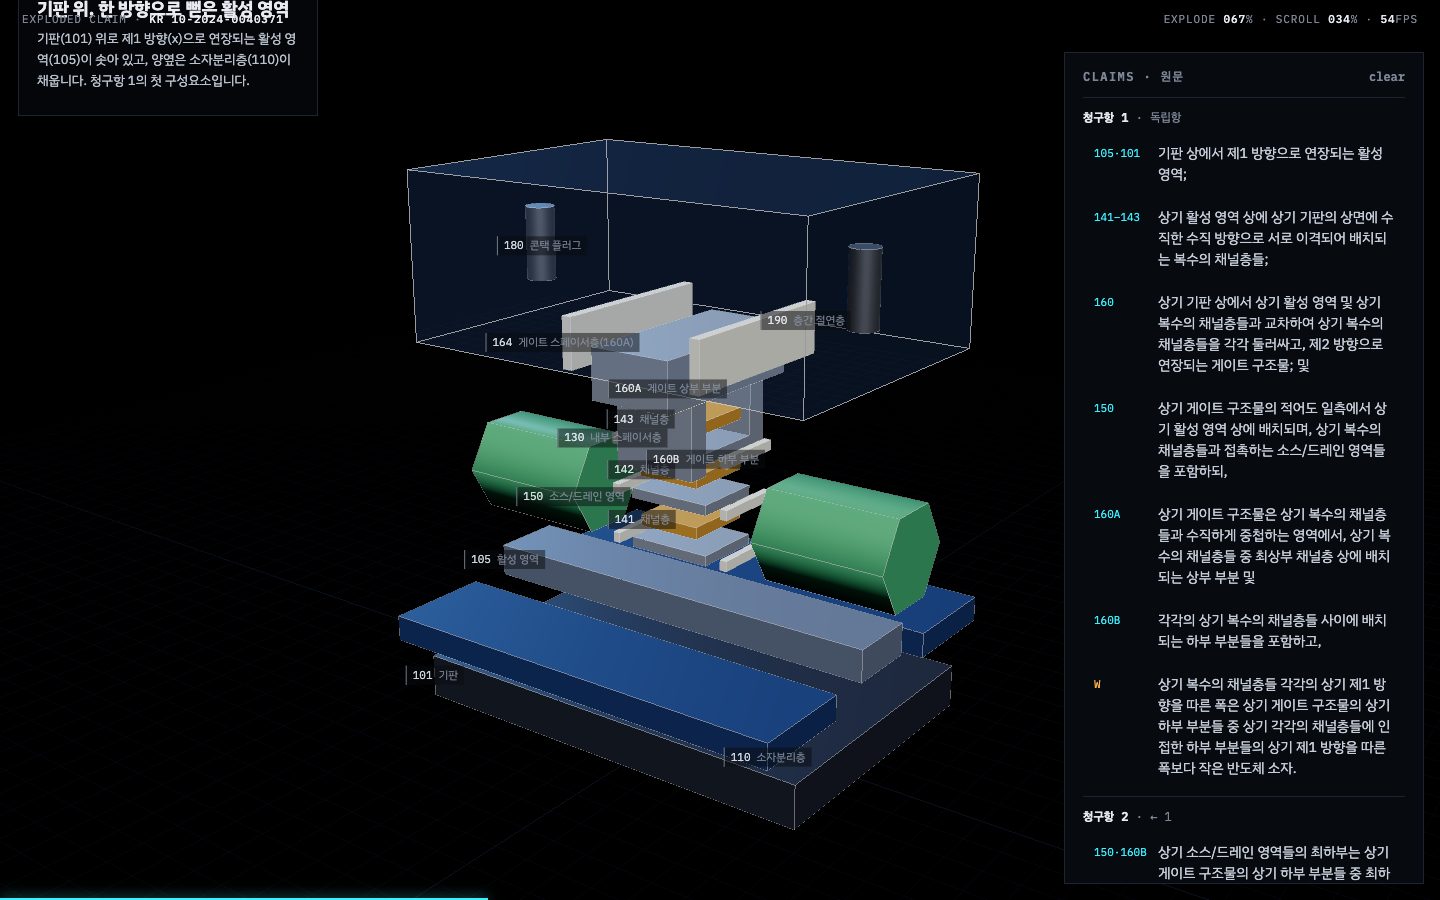 기판 위, 한 방향으로 뻗은 활성 영역
EXPLODED CLAIM · KR 10-2024-0040371
기판(101) 위로 제1 방향(x)으로 연장되는 활성 영
역(105)이 솟아 있고, 양옆은 소자분리층(110)이
채웁니다. 청구항 1의 첫 구성요소입니다.
EXPLODE 067% · SCROLL 034% · 54FPS
180 콘택 플러그
190 층간 절연층
164 게이트 스페이서층(160A)
160A 게이트 상부 부분
143 채널층
130 내부 스페이서층
160B 게이트 하부 부분
142 채널층
150 소스/드레인 영역
141 채널층
105 활성 영역
101 기판
110 소자분리층
CLAIMS · 원문
clear
청구항 1 · 독립항
105·101
기판 상에서 제1 방향으로 연장되는 활성
영역;
141–143
상기 활성 영역 상에 상기 기판의 상면에 수
직한 수직 방향으로 서로 이격되어 배치되
는 복수의 채널층들;
160
상기 기판 상에서 상기 활성 영역 및 상기
복수의 채널층들과 교차하여 상기 복수의
채널층들을 각각 둘러싸고, 제2 방향으로
연장되는 게이트 구조물; 및
150
상기 게이트 구조물의 적어도 일측에서 상
기 활성 영역 상에 배치되며, 상기 복수의
채널층들과 접촉하는 소스/드레인 영역들
을 포함하되,
160A
상기 게이트 구조물은 상기 복수의 채널층
들과 수직하게 중첩하는 영역에서, 상기 복
수의 채널층들 중 최상부 채널층 상에 배치
되는 상부 부분 및
160B
각각의 상기 복수의 채널층들 사이에 배치
되는 하부 부분들을 포함하고,
W
상기 복수의 채널층들 각각의 상기 제1 방
향을 따른 폭은 상기 게이트 구조물의 상기
하부 부분들 중 상기 각각의 채널층들에 인
접한 하부 부분들의 상기 제1 방향을 따른
폭보다 작은 반도체 소자.
청구항 2 · ← 1
150·160B
상기 소스/드레인 영역들의 최하부는 상기
게이트 구조물의 상기 하부 부분들 중 최하